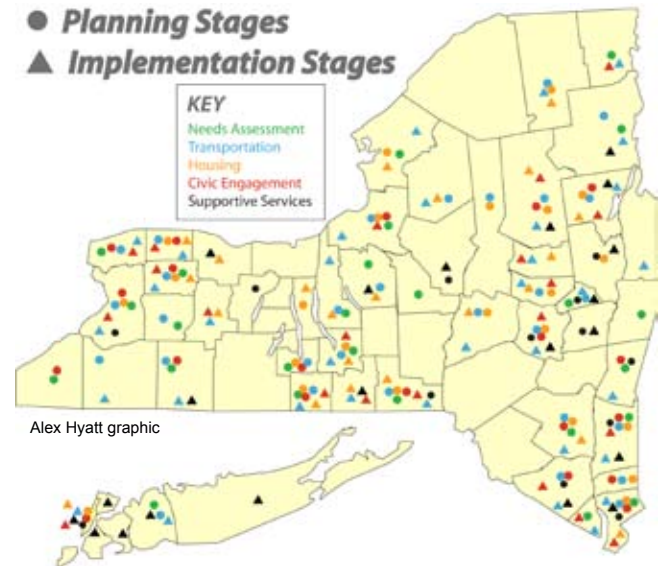 Planning Stages
Implementation Stages
KEY
Needs Assessment
Transportation
Housing
Civic Engagement
Supportive Services
Alex Hyatt graphic